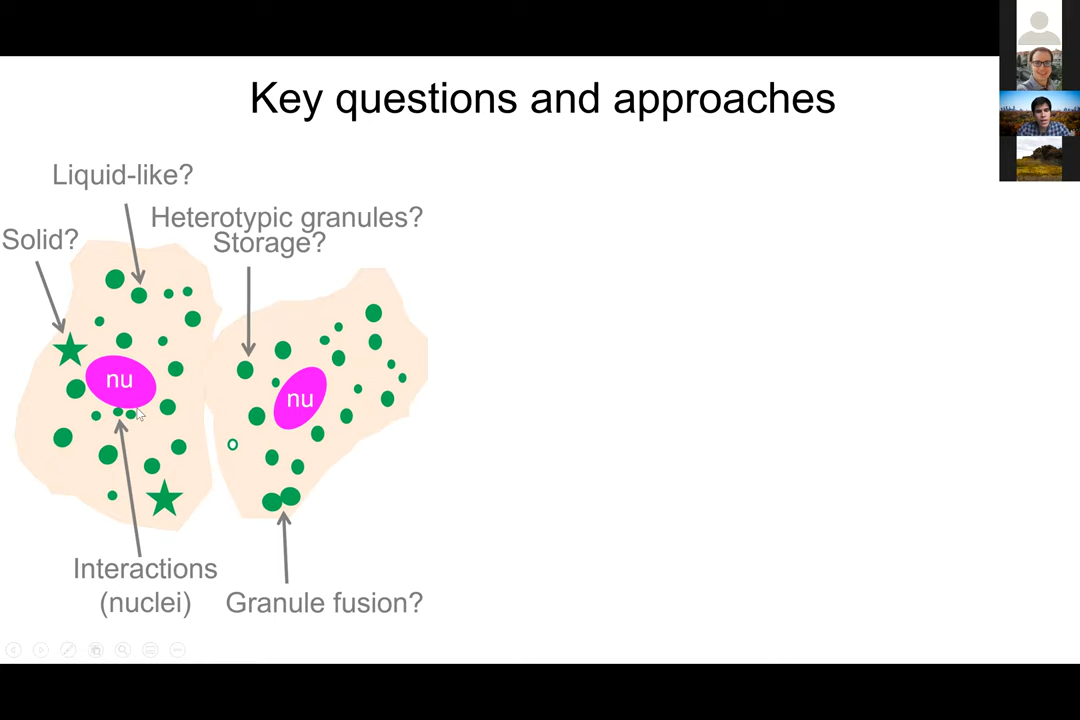 Key questions and approaches
Liquid-like?
Heterotypic granules?
Solid?
Storage?
nu
nu
Interactions
(nuclei)
Granule fusion?